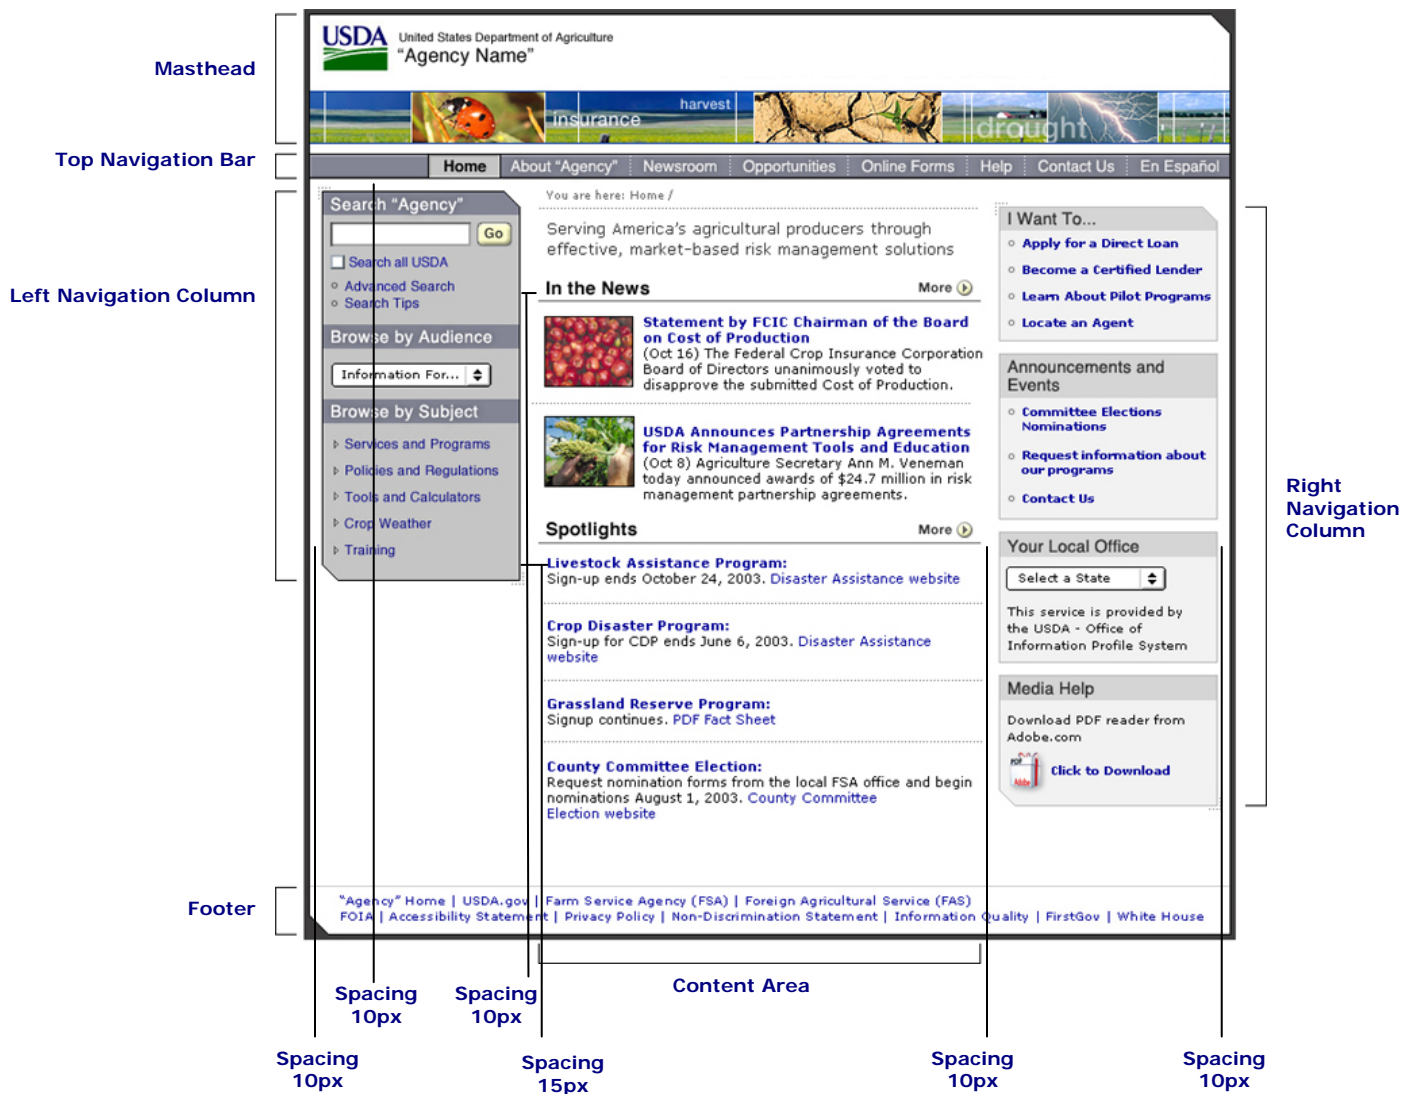 Masthead
Top Navigation Bar
Left Navigation Column
Footer
USDA
United States Department of Agriculture
“Agency Name”
insurance
harvest
drought
Home
About “Agency”
Newsroom
Opportunities
Online Forms
Help
Contact Us
En Español
Search “Agency”
Go
Search all USDA
Advanced Search
Search Tips
Browse by Audience
Information For...
Browse by Subject
Services and Programs
Policies and Regulations
Tools and Calculators
Crop Weather
Training
You are here: Home /
Serving America's agricultural producers through
effective, market-based risk management solutions
In the News
More
Statement by FCIC Chairman of the Board
on Cost of Production
(Oct 16) The Federal Crop Insurance Corporation
Board of Directors unanimously voted to
disapprove the submitted Cost of Production.
USDA Announces Partnership Agreements
for Risk Management Tools and Education
(Oct 8) Agriculture Secretary Ann M. Veneman
today announced awards of $24.7 million in risk
management partnership agreements.
Spotlights
More
Livestock Assistance Program:
Sign-up ends October 24, 2003. Disaster Assistance website
Crop Disaster Program:
Sign-up for CDP ends June 6, 2003. Disaster Assistance
website
Grassland Reserve Program:
Signup continues. PDF Fact Sheet
County Committee Election:
Request nomination forms from the local FSA office and begin
nominations August 1, 2003. County Committee
Election website
I Want To...
Apply for a Direct Loan
Become a Certified Lender
Learn About Pilot Programs
Locate an Agent
Announcements and
Events
Committee Elections
Nominations
Request information about
our programs
Contact Us
Your Local Office
Select a State
This service is provided by
the USDA - Office of
Information Profile System
Media Help
Download PDF reader from
Adobe.com
PDF
Adobe
Click to Download
Right
Navigation
Column
“Agency” Home | USDA.gov | Farm Service Agency (FSA) | Foreign Agricultural Service (FAS)
FOIA | Accessibility Statement | Privacy Policy | Non-Discrimination Statement | Information Quality | FirstGov | White House
Content Area
Spacing
10px
Spacing
10px
Spacing
10px
Spacing
15px
Spacing
10px
Spacing
10px